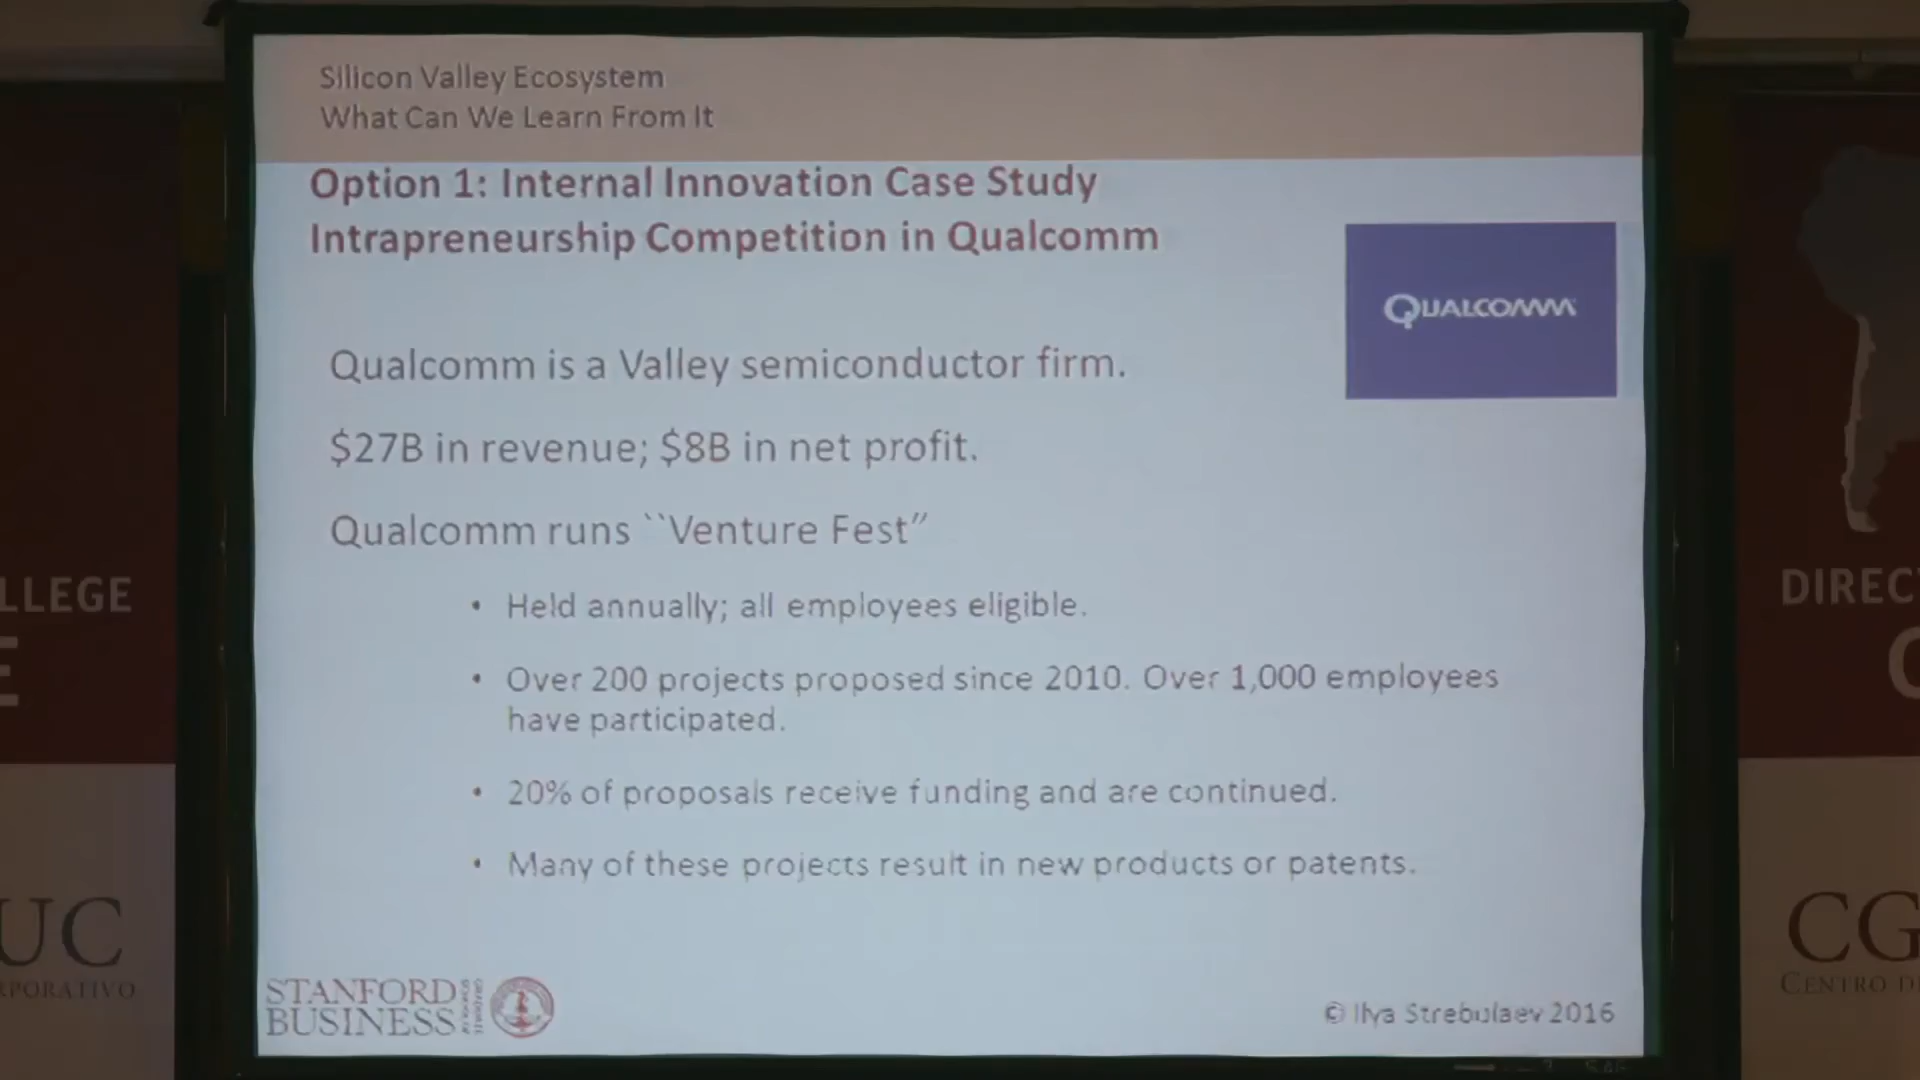 Silicon Valley Ecosystem
What Can We Learn From It
Option 1: Internal Innovation Case Study
Intrapreneurship Competition in Qualcomm
QUALCOMM
Qualcomm is a Valley semiconductor firm.
$27B in revenue; $8B in net profit.
Qualcomm runs ``Venture Fest”
• Held annually; all employees eligible.
• Over 200 projects proposed since 2010. Over 1,000 employees
have participated.
• 20% of proposals receive funding and are continued.
• Many of these projects result in new products or patents.
STANFORD
BUSINESS
© Ilya Strebulaev 2016
LLEGE
E
UC
RPORATIVO
DIREC
C
CG
CENTRO D